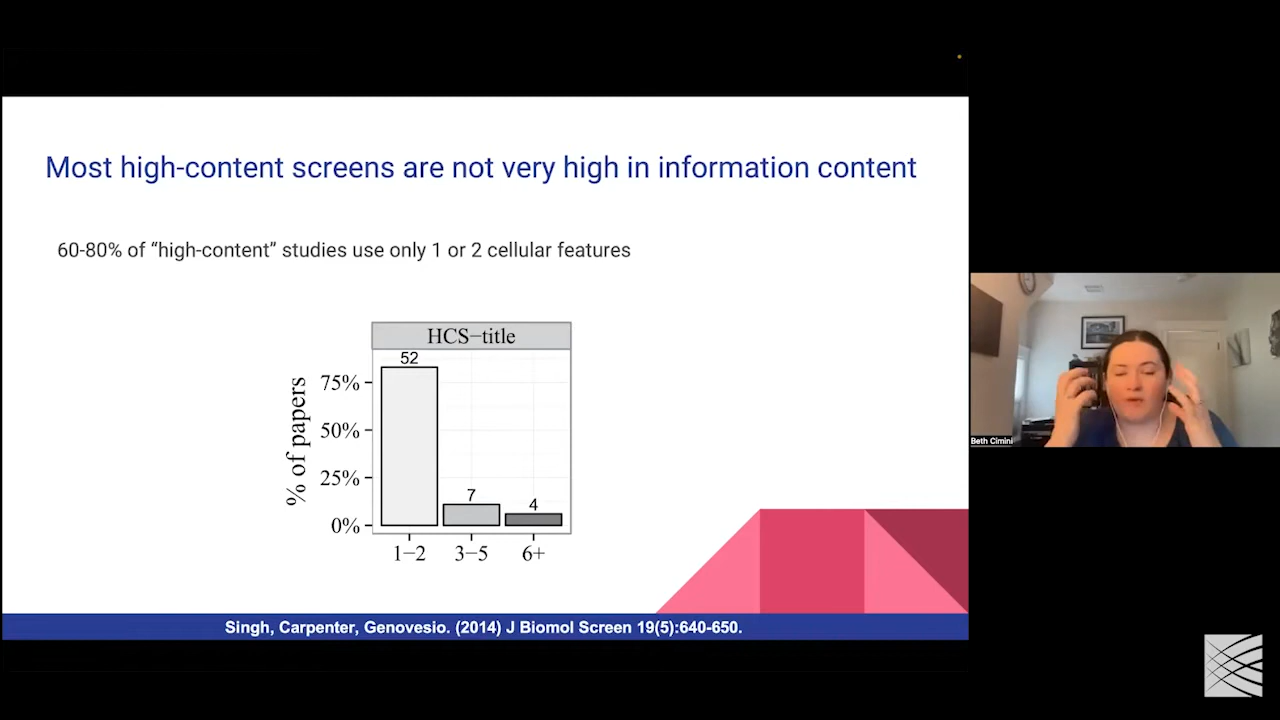 Most high-content screens are not very high in information content
60-80% of “high-content” studies use only 1 or 2 cellular features
HCS−title
% of papers
75%
50%
25%
0%
52
7
4
1−2
3−5
6+
Singh, Carpenter, Genovesio. (2014) J Biomol Screen 19(5):640-650.
Beth Cimini